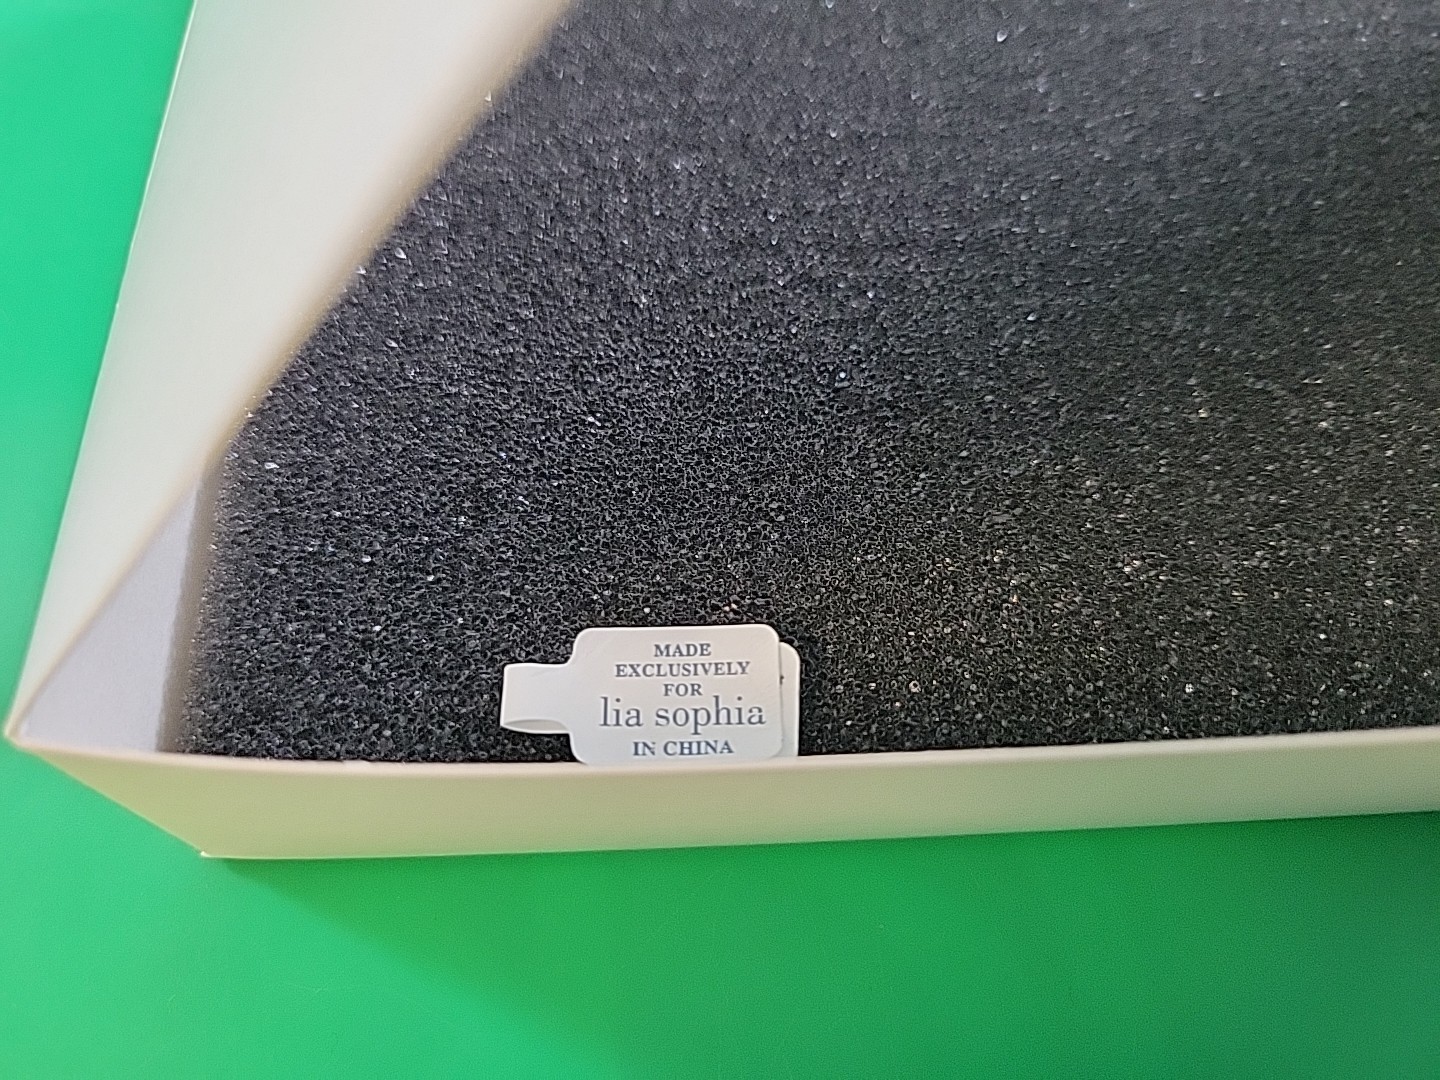 MADE
EXCLUSIVELY
FOR
lia sophia
IN CHINA